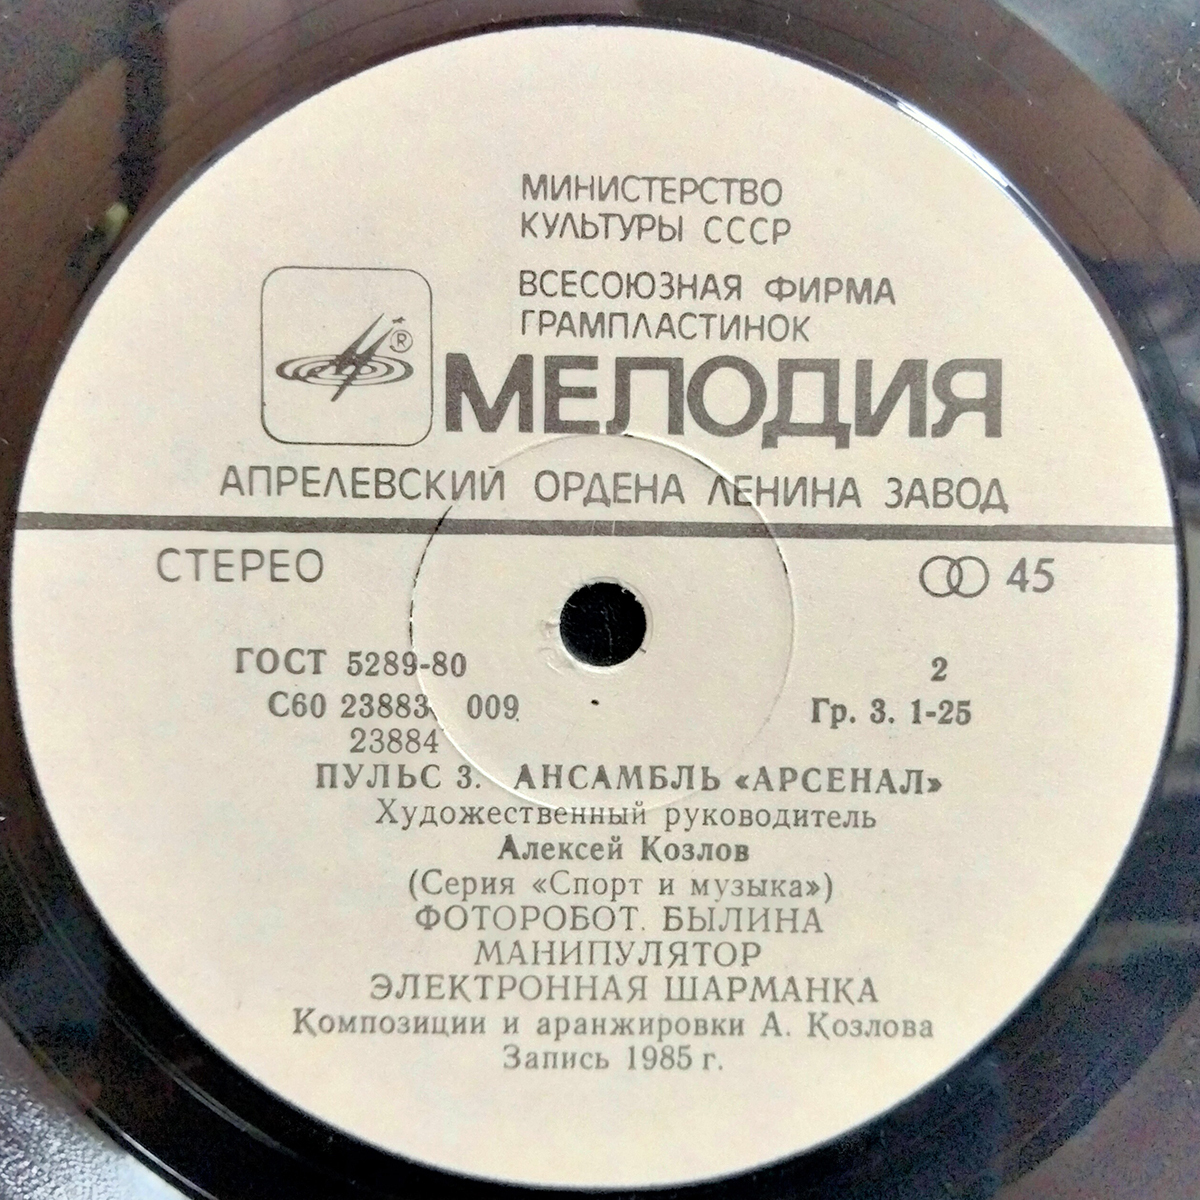 МИНИСТЕРСТВО
КУЛЬТУРЫ СССР
ВСЕСОЮЗНАЯ ФИРМА
ГРАМПЛАСТИНОК
®
МЕЛОДИЯ
АПРЕЛЕВСКИЙ ОРДЕНА ЛЕНИНА ЗАВОД
СТЕРЕО 45
ГОСТ 5289-80 2
С60 23883 009 Гр. 3. 1-25
23884
ПУЛЬС 3. АНСАМБЛЬ «АРСЕНАЛ»
Художественный руководитель
Алексей Козлов
(Серия «Спорт и музыка»)
ФОТОРОБОТ. БЫЛИНА
МАНИПУЛЯТОР
ЭЛЕКТРОННАЯ ШАРМАНКА
Композиции и аранжировки А. Козлова
Запись 1985 г.